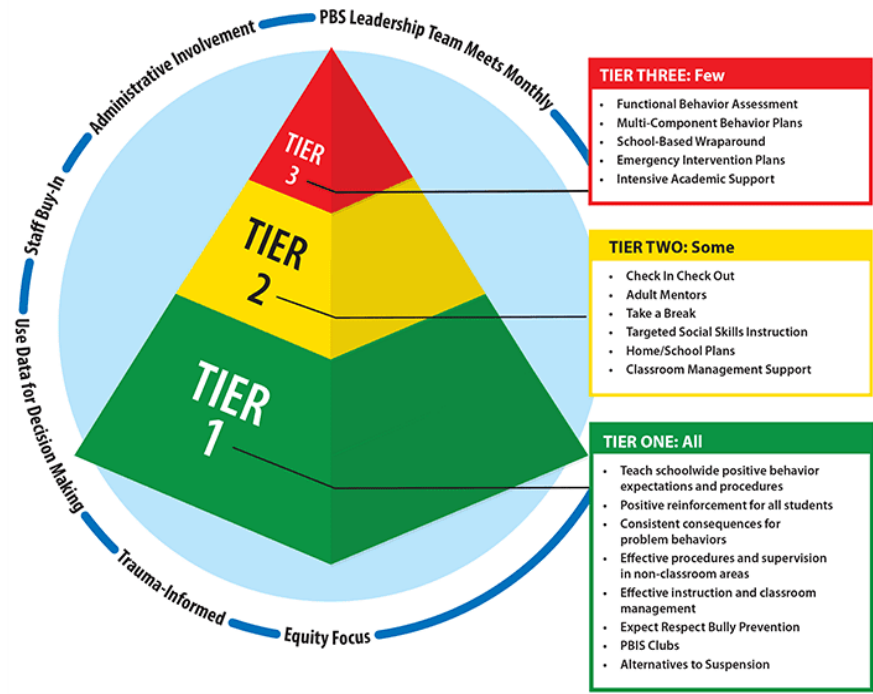 PBS Leadership Team Meets Monthly
Administrative Involvement
Staff Buy-In
Use Data for Decision Making
Trauma-Informed
Equity Focus
TIER
3
TIER
2
TIER
1
TIER THREE: Few
• Functional Behavior Assessment
• Multi-Component Behavior Plans
• School-Based Wraparound
• Emergency Intervention Plans
• Intensive Academic Support
TIER TWO: Some
• Check In Check Out
• Adult Mentors
• Take a Break
• Targeted Social Skills Instruction
• Home/School Plans
• Classroom Management Support
TIER ONE: All
• Teach schoolwide positive behavior
expectations and procedures
• Positive reinforcement for all students
• Consistent consequences for
problem behaviors
• Effective procedures and supervision
in non-classroom areas
• Effective instruction and classroom
management
• Expect Respect Bully Prevention
• PBIS Clubs
• Alternatives to Suspension